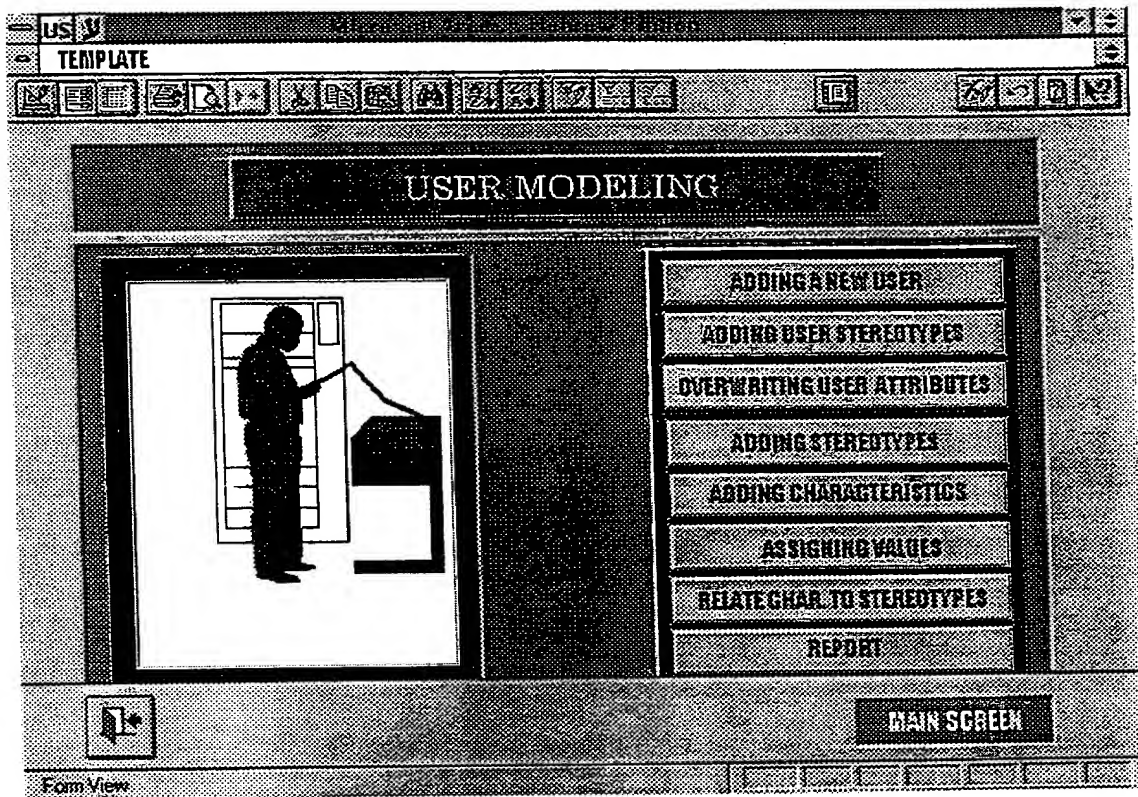 US
TEMPLATE
USER MODELING
ADDING A NEW USER
ADDING USER STEREOTYPES
OVERWRITING USER ATTRIBUTES
ADDING STEREOTYPES
ADDING CHARACTERISTICS
ASSIGNING VALUES
RELATE CHAR. TO STEREOTYPES
REPORT
MAIN SCREEN
Form View